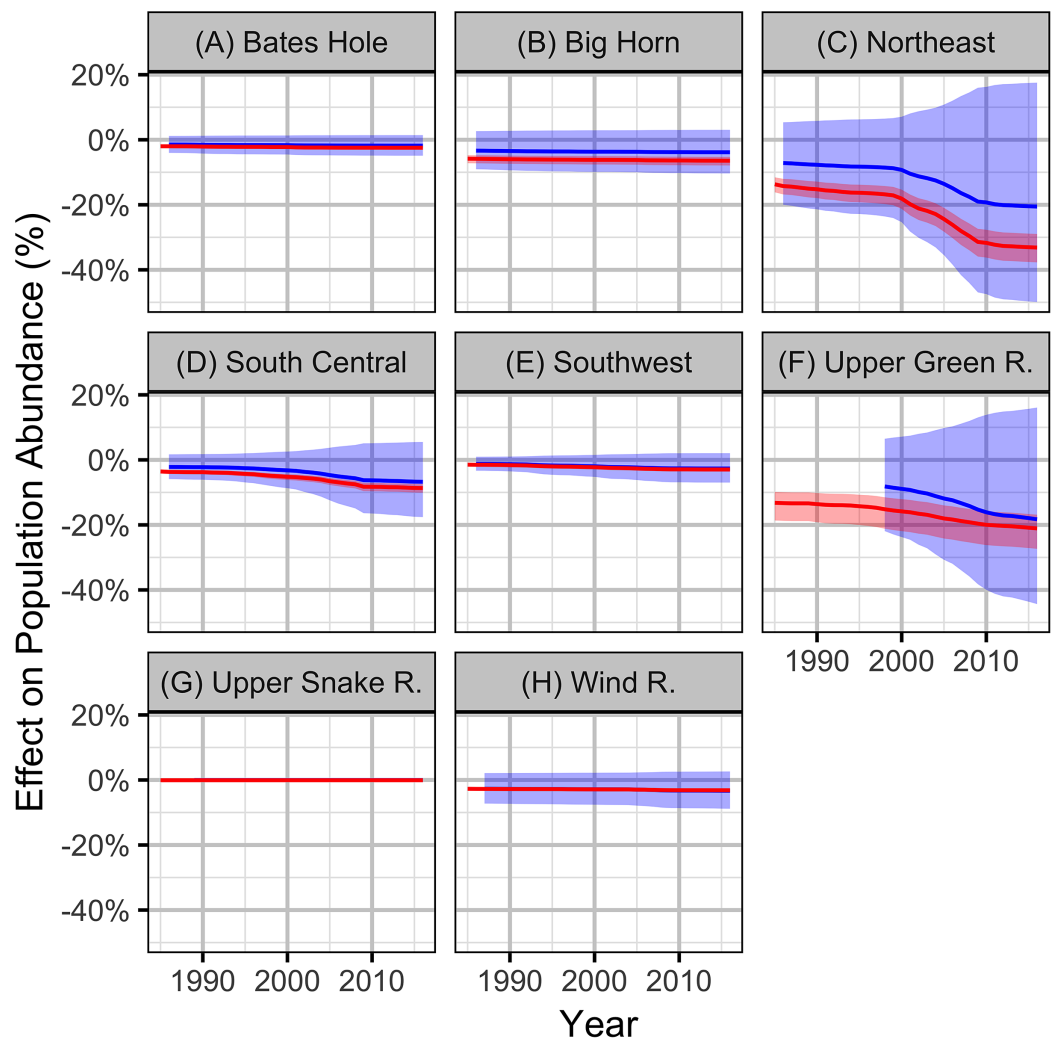 Effect on Population Abundance (%)
(A) Bates Hole
(B) Big Horn
(C) Northeast
20%
0%
-20%
-40%
(D) South Central
(E) Southwest
(F) Upper Green R.
20%
0%
-20%
-40%
1990 2000 2010
(G) Upper Snake R.
(H) Wind R.
20%
0%
-20%
-40%
1990 2000 2010
1990 2000 2010
Year